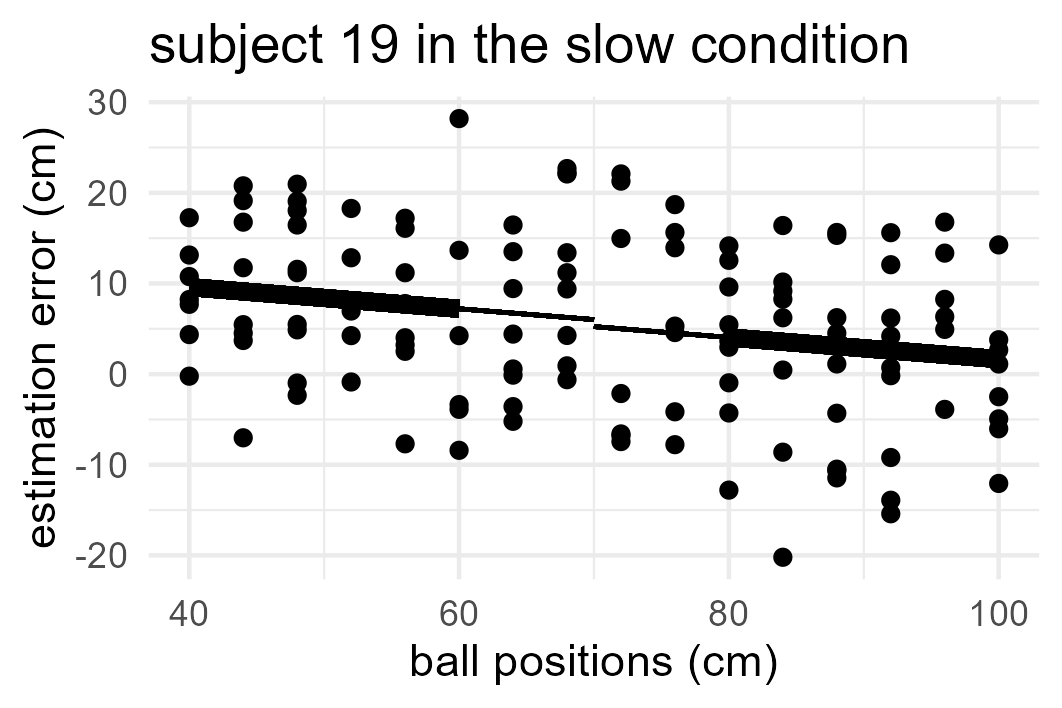 subject 19 in the slow condition
30
20
10
0
-10
-20
estimation error (cm)
40 60 80 100
ball positions (cm)